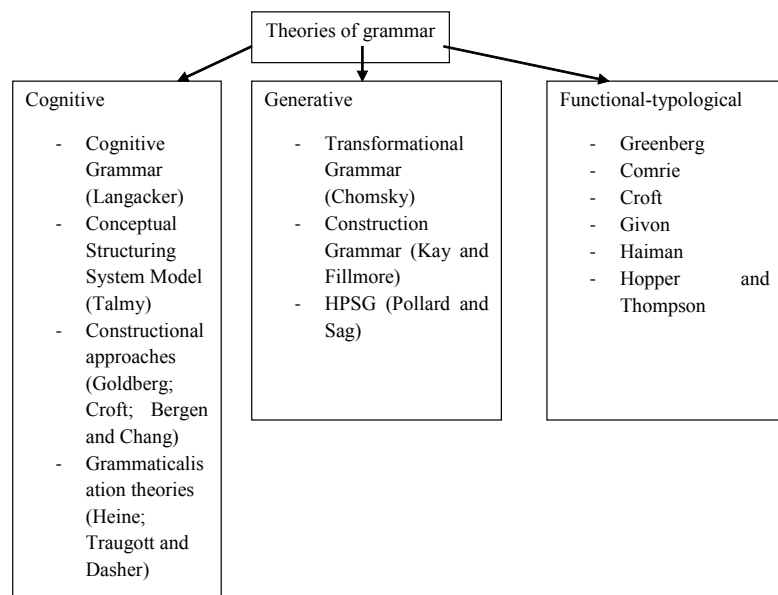 Theories of grammar
Cognitive
- Cognitive
Grammar
(Langacker)
- Conceptual
Structuring
System Model
(Talmy)
- Constructional
approaches
(Goldberg;
Croft; Bergen
and Chang)
- Grammaticalis
ation theories
(Heine;
Traugott and
Dasher)
Generative
- Transformational
Grammar
(Chomsky)
- Construction
Grammar (Kay and
Fillmore)
- HPSG (Pollard and
Sag)
Functional-typological
- Greenberg
- Comrie
- Croft
- Givon
- Haiman
- Hopper and
Thompson